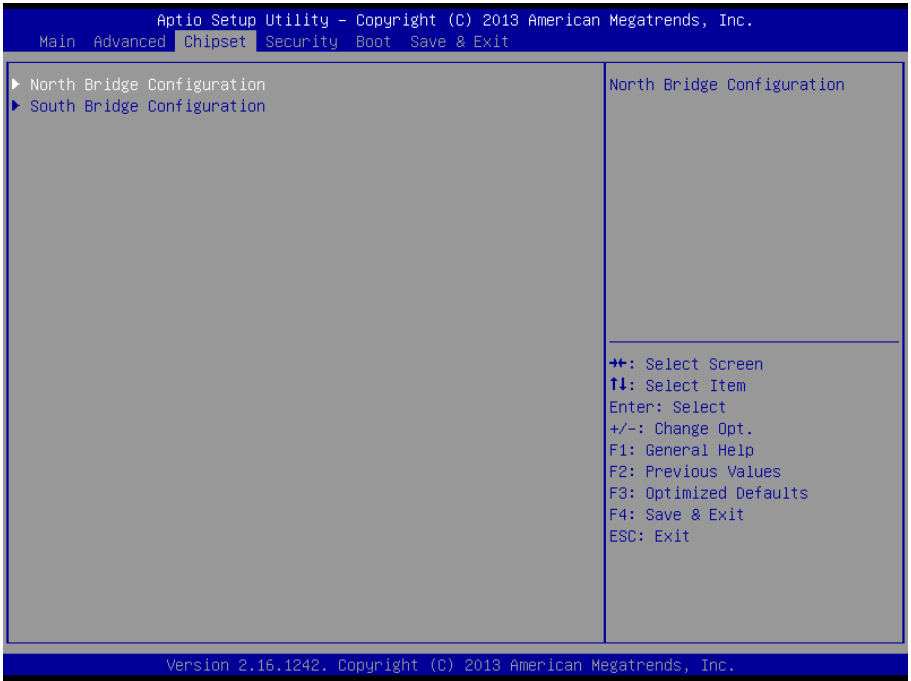 Aptio Setup Utility – Copyright (C) 2013 American Megatrends, Inc.
Main Advanced Chipset Security Boot Save & Exit
▶ North Bridge Configuration
▶ South Bridge Configuration
North Bridge Configuration
→←: Select Screen
↑↓: Select Item
Enter: Select
+/-: Change Opt.
F1: General Help
F2: Previous Values
F3: Optimized Defaults
F4: Save & Exit
ESC: Exit
Version 2.16.1242. Copyright (C) 2013 American Megatrends, Inc.